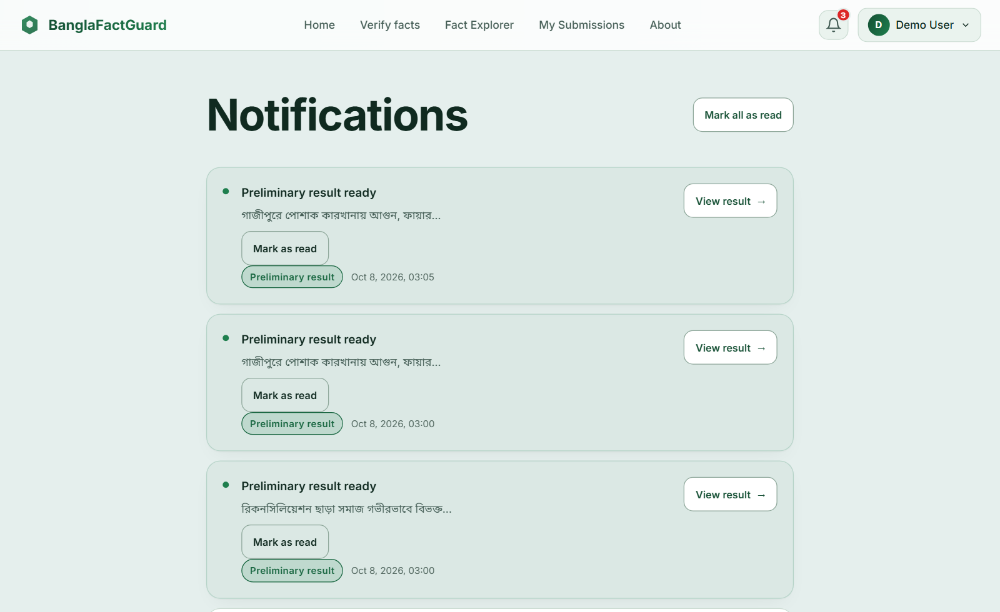 BanglaFactGuard
Home
Verify facts
Fact Explorer
My Submissions
About
3
D
Demo User
Notifications
Mark all as read
Preliminary result ready
View result →
গাজীপুরে পোশাক কারখানায় আগুন, ফায়ার...
Mark as read
Preliminary result
Oct 8, 2026, 03:05
Preliminary result ready
View result →
গাজীপুরে পোশাক কারখানায় আগুন, ফায়ার...
Mark as read
Preliminary result
Oct 8, 2026, 03:00
Preliminary result ready
View result →
রিকনসিলিয়েশন ছাড়া সমাজ গভীরভাবে বিভক্ত...
Mark as read
Preliminary result
Oct 8, 2026, 03:00